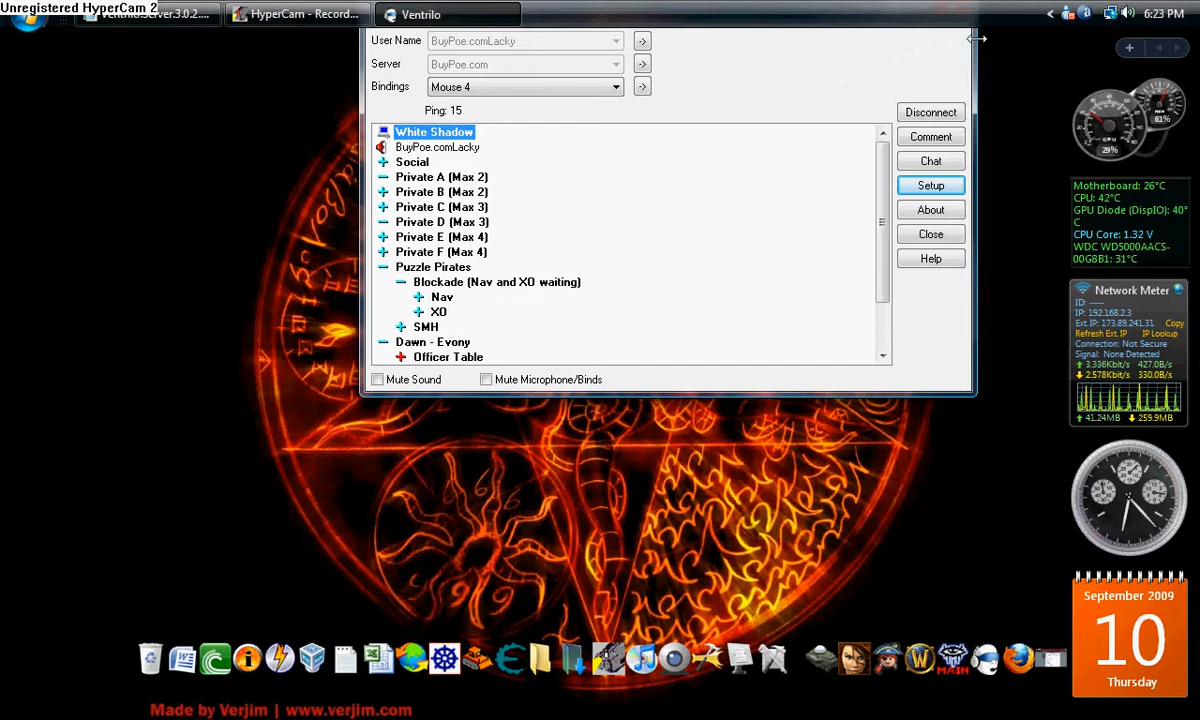 Unregistered HyperCam 2
Ventrilo.Server.3.0.2....
HyperCam - Record...
Ventrilo
6:23 PM
User Name
BuyPoe.comLacky
Server
BuyPoe.com
Bindings
Mouse 4
Ping: 15
White Shadow
BuyPoe.comLacky
Social
Private A (Max 2)
Private B (Max 2)
Private C (Max 3)
Private D (Max 3)
Private E (Max 4)
Private F (Max 4)
Puzzle Pirates
Blockade (Nav and XO waiting)
Nav
XO
SMH
Dawn - Evony
Officer Table
Mute Sound
Mute Microphone/Binds
Disconnect
Comment
Chat
Setup
About
Close
Help
61%
29%
Motherboard: 26°C
CPU: 42°C
GPU Diode (DispIO): 40°
C
CPU Core: 1.32 V
WDC WD5000AACS-
00G8B1: 31°C
Network Meter
ID: -----
IP: 192.168.2.3
Ext.IP: 173.89.241.31 Copy
Refresh Ext.IP IP Lookup
Connection: Not Secure
Signal: None Detected
3.336Kbit/s 427.0B/s
2.578Kbit/s 330.0B/s
41.24MB 259.9MB
September 2009
10
Thursday
MAIN
Made by Verjim | www.verjim.com